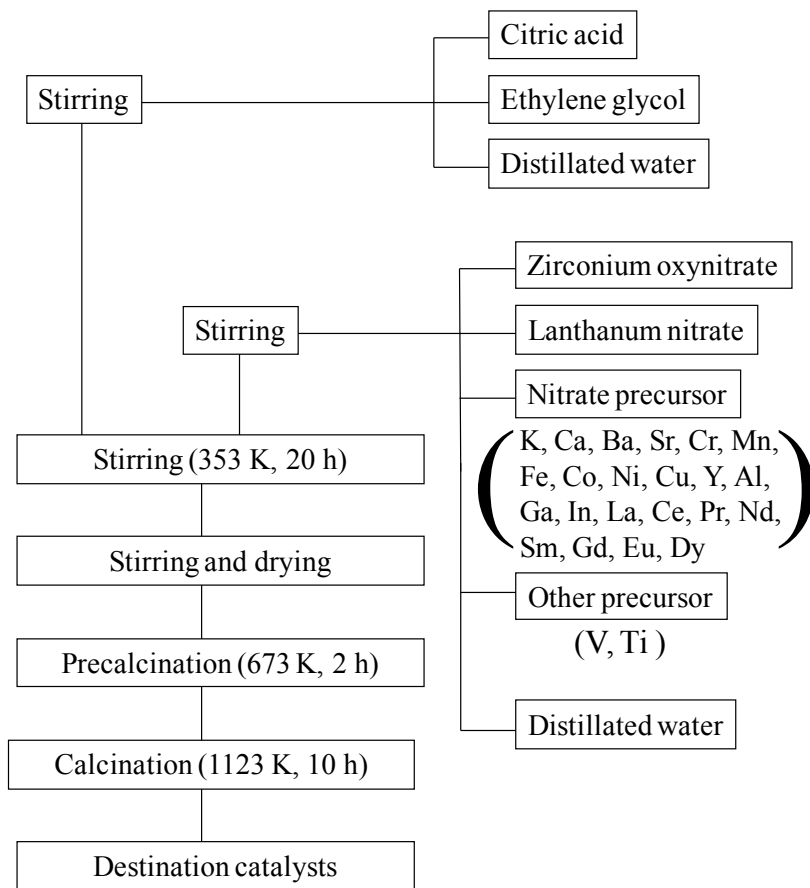 Citric acid
Stirring
Ethylene glycol
Distillated water
Zirconium oxynitrate
Stirring
Lanthanum nitrate
Nitrate precursor
(K, Ca, Ba, Sr, Cr, Mn,
Fe, Co, Ni, Cu, Y, Al,
Ga, In, La, Ce, Pr, Nd,
Sm, Gd, Eu, Dy)
Other precursor
(V, Ti )
Distillated water
Stirring (353 K, 20 h)
Stirring and drying
Precalcination (673 K, 2 h)
Calcination (1123 K, 10 h)
Destination catalysts